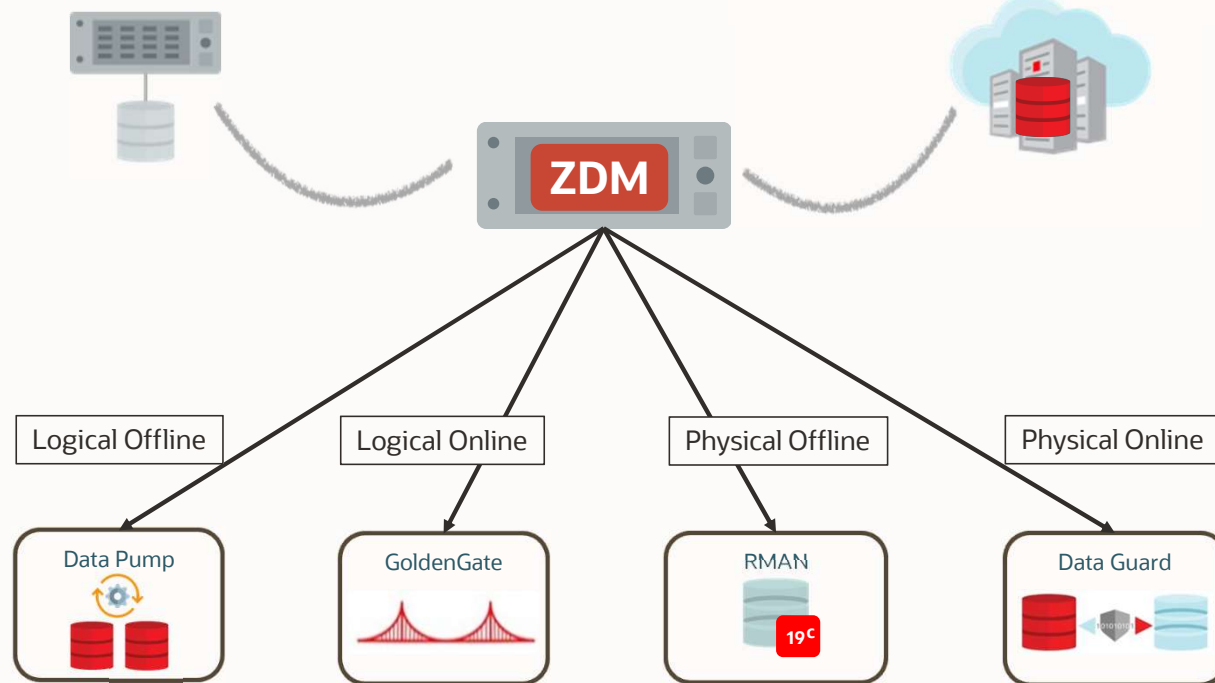 ZDM
Logical Offline
Logical Online
Physical Offline
Physical Online
Data Pump
GoldenGate
RMAN
Data Guard
19c